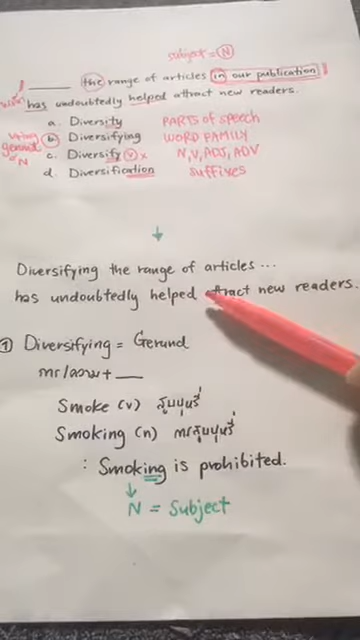 subject = N
______ the range of articles in our publication
has undoubtedly helped attract new readers.
a. Diversity
b. Diversifying
c. Diversify V x
d. Diversification
PARTS of speech
WORD FAMILY
N, V, ADJ, ADV
Suffixes
gerund
N
↓
Diversifying the range of articles ...
has undoubtedly helped attract new readers.
① Diversifying = Gerund
การ/ความ + ___
Smoke (v) สูบบุหรี่
Smoking (n) การสูบบุหรี่
: Smoking is prohibited.
↓
N = Subject